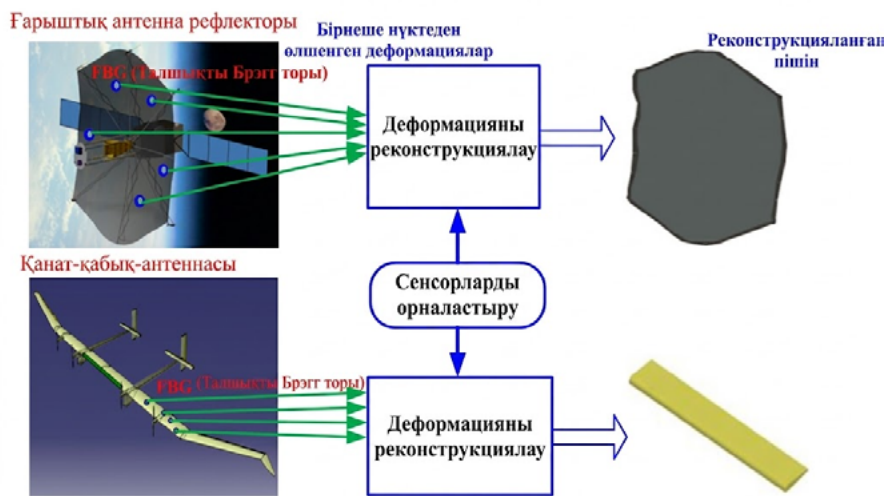 Ғарыштық антенна рефлекторы
Бірнеше нүктеден
өлшенген деформациялар
Реконструкцияланған
пішін
FBG (Талшықты Брэгг торы)
Деформацияны
реконструкциялау
Қанат-қабық-антеннасы
Сенсорларды
орналастыру
FBG (Талшықты Брэгг торы)
Деформацияны
реконструкциялау